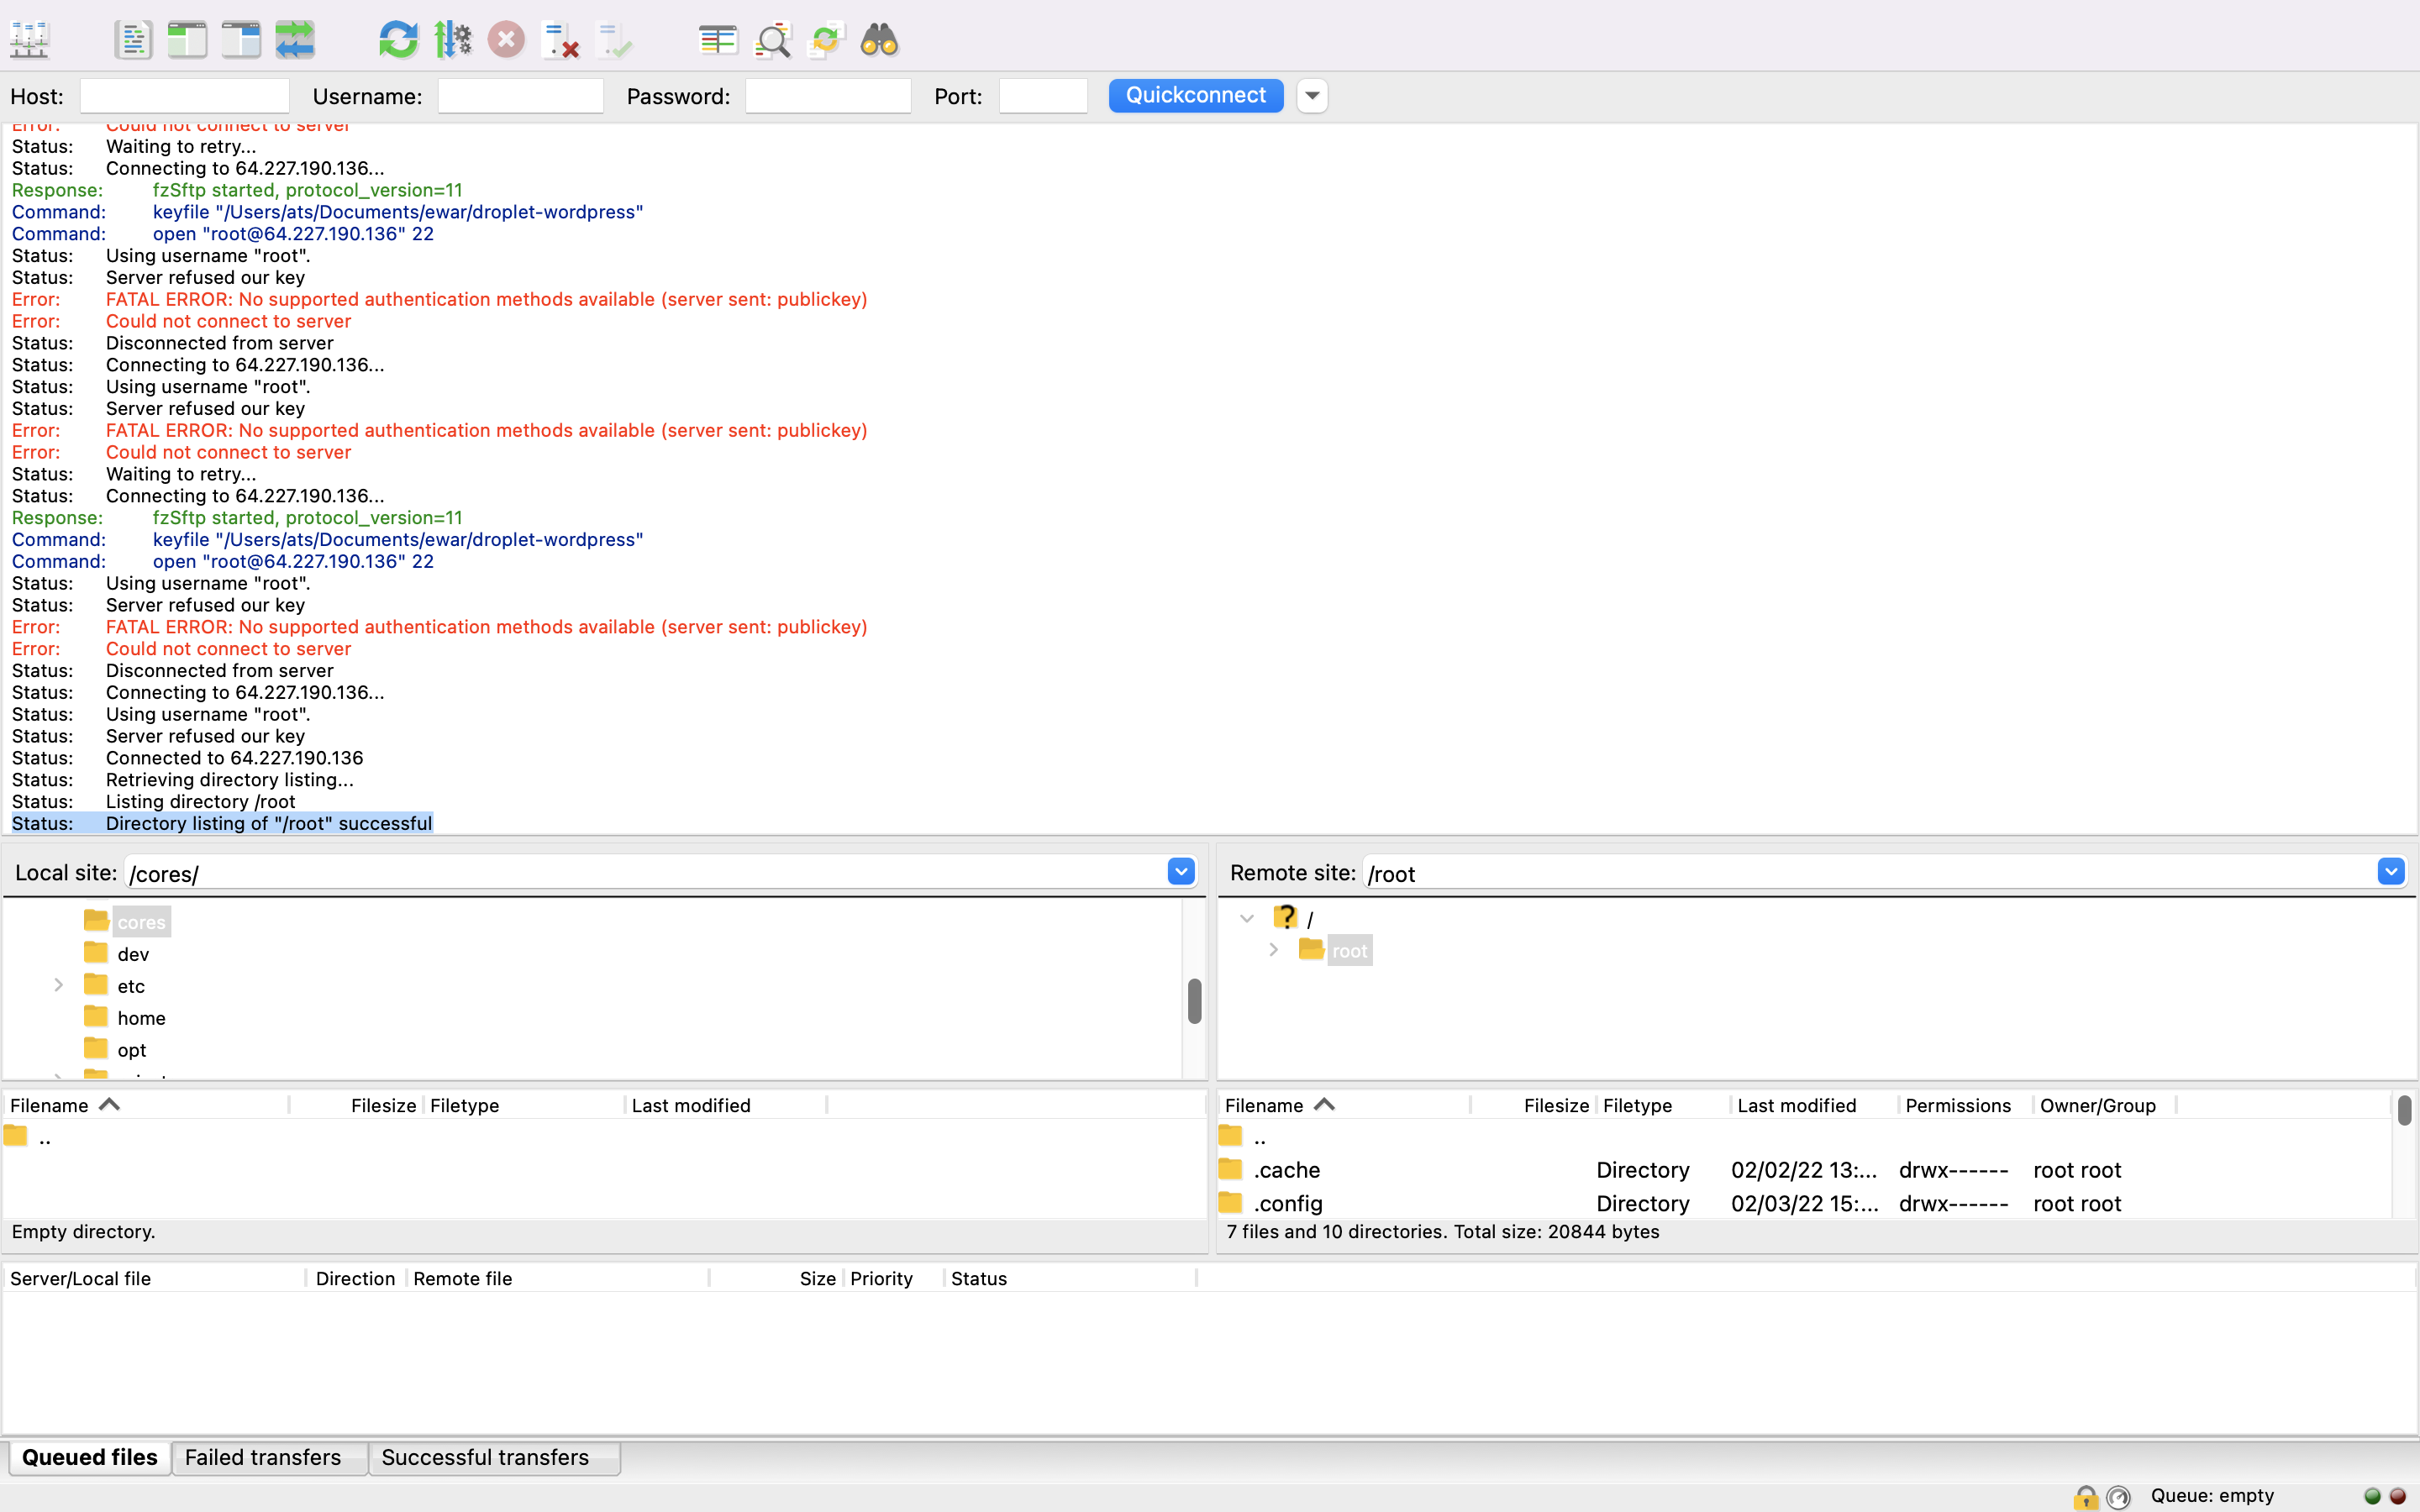 Host: Username: Password: Port: Quickconnect
Error: Could not connect to server
Status: Waiting to retry...
Status: Connecting to 64.227.190.136...
Response: fzSftp started, protocol_version=11
Command: keyfile "/Users/ats/Documents/ewar/droplet-wordpress"
Command: open "root@64.227.190.136" 22
Status: Using username "root".
Status: Server refused our key
Error: FATAL ERROR: No supported authentication methods available (server sent: publickey)
Error: Could not connect to server
Status: Disconnected from server
Status: Connecting to 64.227.190.136...
Status: Using username "root".
Status: Server refused our key
Error: FATAL ERROR: No supported authentication methods available (server sent: publickey)
Error: Could not connect to server
Status: Waiting to retry...
Status: Connecting to 64.227.190.136...
Response: fzSftp started, protocol_version=11
Command: keyfile "/Users/ats/Documents/ewar/droplet-wordpress"
Command: open "root@64.227.190.136" 22
Status: Using username "root".
Status: Server refused our key
Error: FATAL ERROR: No supported authentication methods available (server sent: publickey)
Error: Could not connect to server
Status: Disconnected from server
Status: Connecting to 64.227.190.136...
Status: Using username "root".
Status: Server refused our key
Status: Connected to 64.227.190.136
Status: Retrieving directory listing...
Status: Listing directory /root
Status: Directory listing of "/root" successful
Local site: /cores/
cores
dev
etc
home
opt
Filename Filesize Filetype Last modified
..
Empty directory.
Remote site: /root
/
root
Filename Filesize Filetype Last modified Permissions Owner/Group
..
.cache Directory 02/02/22 13:... drwx------ root root
.config Directory 02/03/22 15:... drwx------ root root
7 files and 10 directories. Total size: 20844 bytes
Server/Local file Direction Remote file Size Priority Status
Queued files Failed transfers Successful transfers
Queue: empty